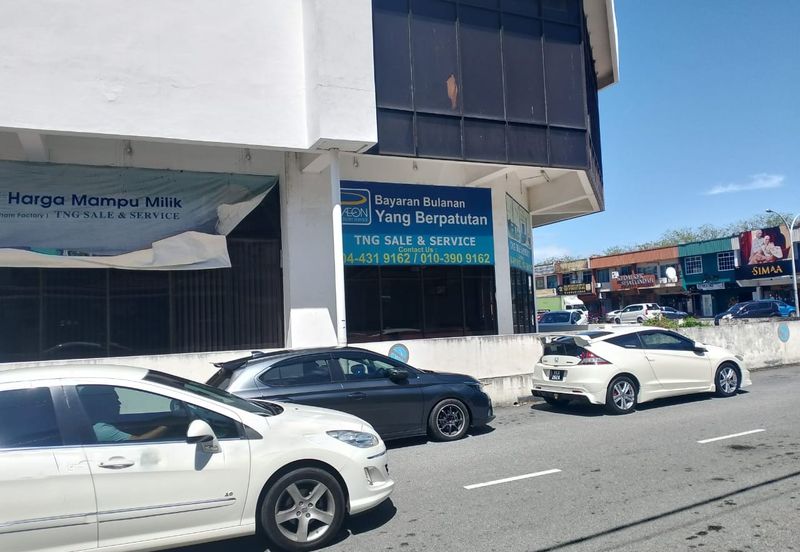 Harga Mampu Milik
TNG SALE & SERVICE
AEON
Bayaran Bulanan
Yang Berpatutan
TNG SALE & SERVICE
Contact Us :
04-431 9162 / 010-390 9162
SIMAA